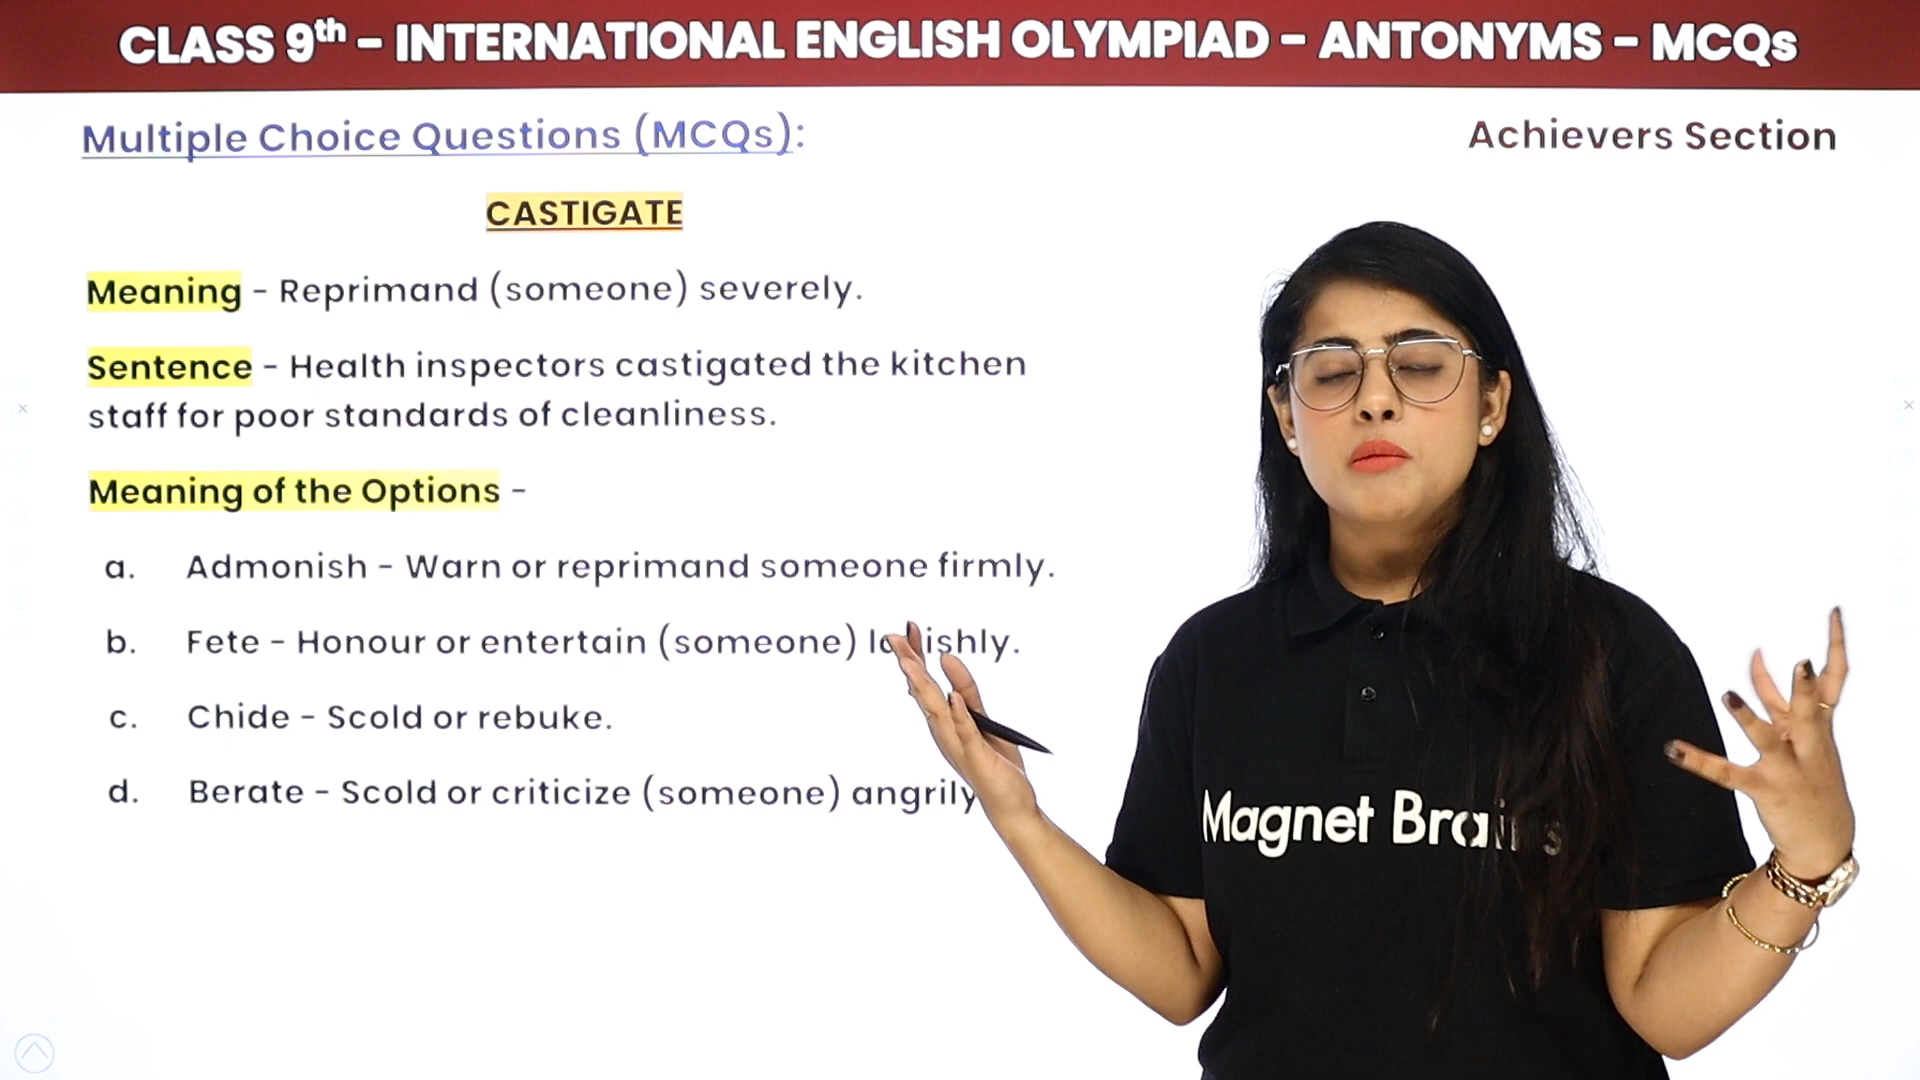 CLASS 9th – INTERNATIONAL ENGLISH OLYMPIAD – ANTONYMS – MCQs
Multiple Choice Questions (MCQs):
Achievers Section
CASTIGATE
Meaning – Reprimand (someone) severely.
Sentence – Health inspectors castigated the kitchen
staff for poor standards of cleanliness.
Meaning of the Options –
a. Admonish – Warn or reprimand someone firmly.
b. Fete – Honour or entertain (someone)
c. Chide – Scold or rebuke.
d. Berate – Scold or criticize (someone) angrily
Magnet Brains